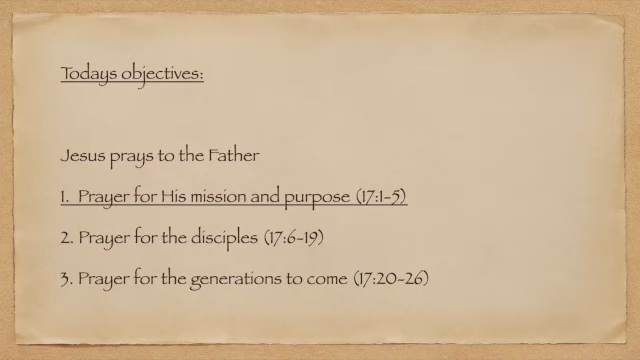 Todays objectives:
Jesus prays to the Father
1. Prayer for His mission and purpose (17:1-5)
2. Prayer for the disciples (17:6-19)
3. Prayer for the generations to come (17:20-26)